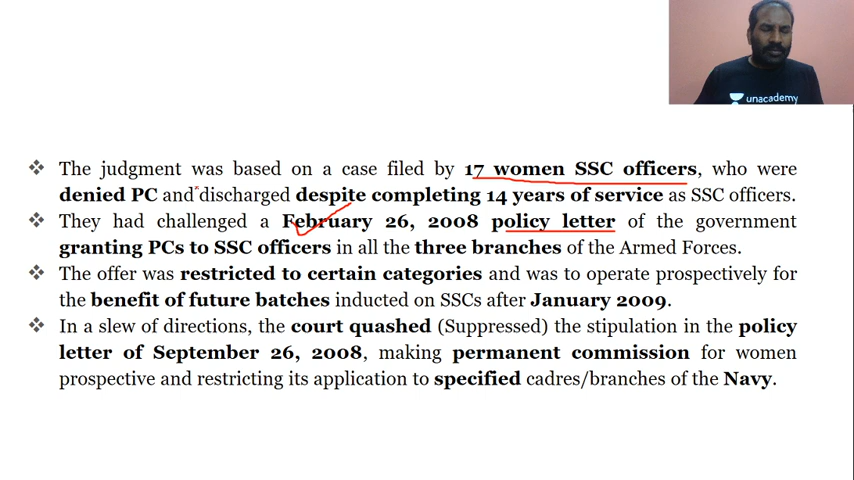 unacademy
❖ The judgment was based on a case filed by 17 women SSC officers, who were
denied PC and discharged despite completing 14 years of service as SSC officers.
❖ They had challenged a February 26, 2008 policy letter of the government
granting PCs to SSC officers in all the three branches of the Armed Forces.
❖ The offer was restricted to certain categories and was to operate prospectively for
the benefit of future batches inducted on SSCs after January 2009.
❖ In a slew of directions, the court quashed (Suppressed) the stipulation in the policy
letter of September 26, 2008, making permanent commission for women
prospective and restricting its application to specified cadres/branches of the Navy.